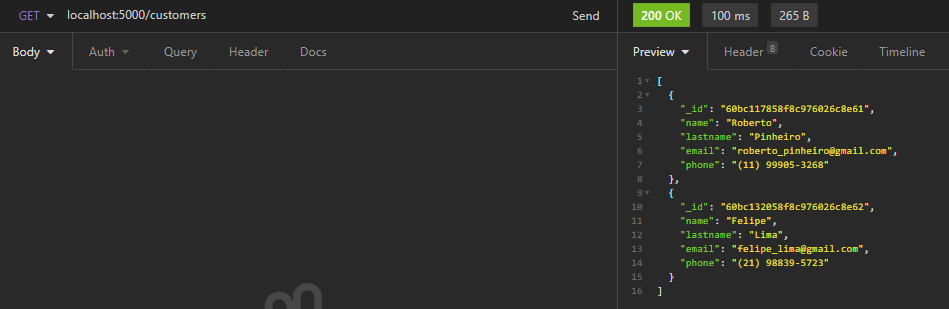 GET localhost:5000/customers Send
200 OK 100 ms 265 B
Body Auth Query Header Docs
Preview Header 8 Cookie Timeline
1 [
2 {
3 "_id": "60bc117858f8c976026c8e61",
4 "name": "Roberto",
5 "lastname": "Pinheiro",
6 "email": "roberto_pinheiro@gmail.com",
7 "phone": "(11) 99905-3268"
8 },
9 {
10 "_id": "60bc132058f8c976026c8e62",
11 "name": "Felipe",
12 "lastname": "Lima",
13 "email": "felipe_lima@gmail.com",
14 "phone": "(21) 98839-5723"
15 }
16 ]